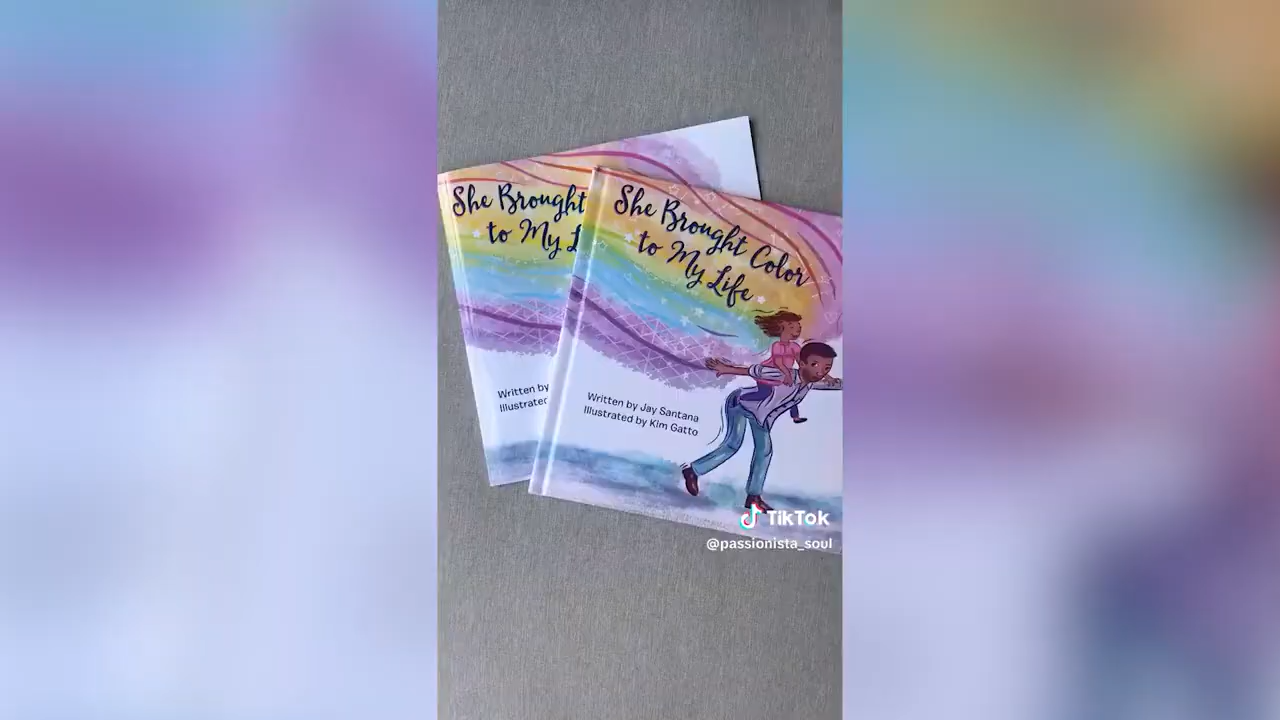 She Brought
to My L
Written by
Illustrated
She Brought Color
to My Life
Written by Jay Santana
Illustrated by Kim Gatto
TikTok
@passionista_soul